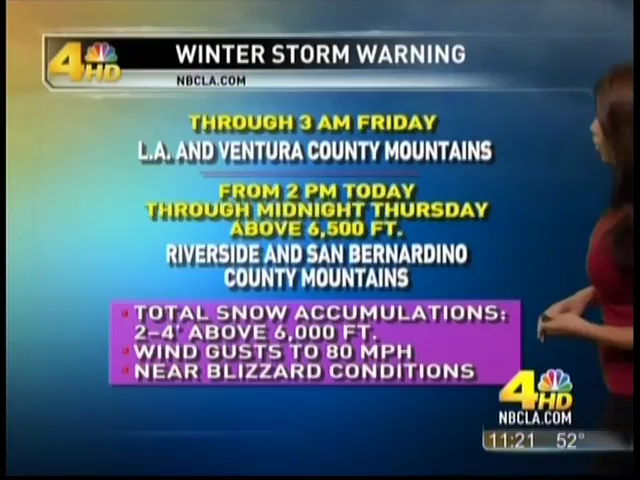 4HD
WINTER STORM WARNING
NBCLA.COM
THROUGH 3 AM FRIDAY
L.A. AND VENTURA COUNTY MOUNTAINS
FROM 2 PM TODAY
THROUGH MIDNIGHT THURSDAY
ABOVE 6,500 FT.
RIVERSIDE AND SAN BERNARDINO
COUNTY MOUNTAINS
• TOTAL SNOW ACCUMULATIONS:
2-4' ABOVE 6,000 FT.
• WIND GUSTS TO 80 MPH
• NEAR BLIZZARD CONDITIONS
4HD
NBCLA.COM
11:21 52°